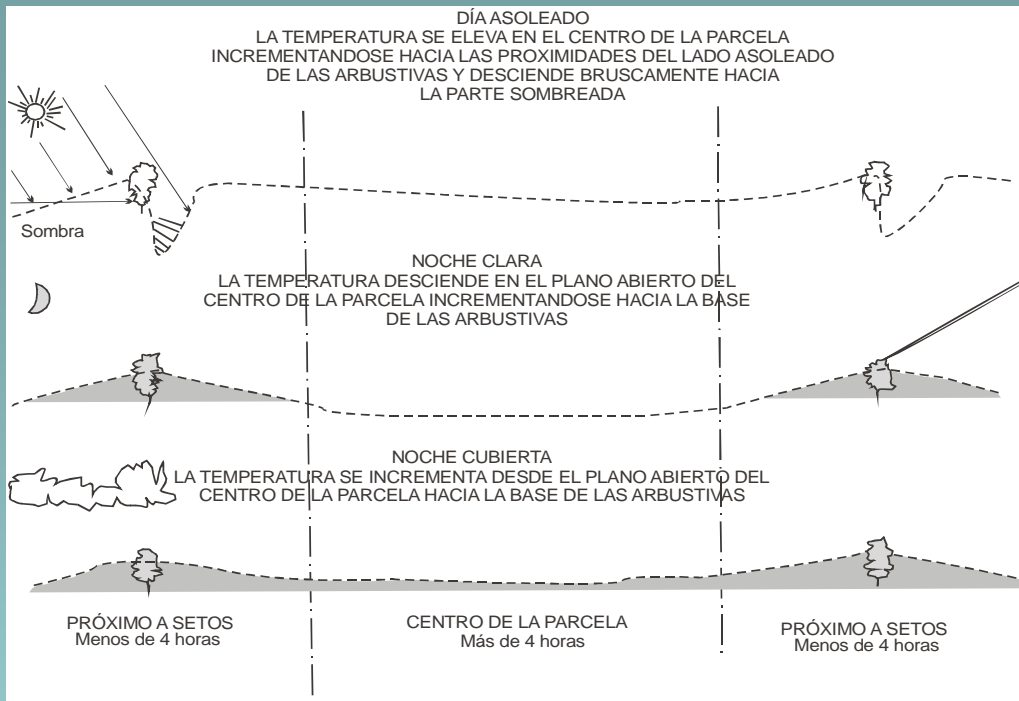 DÍA ASOLEADO
LA TEMPERATURA SE ELEVA EN EL CENTRO DE LA PARCELA
INCREMENTANDOSE HACIA LAS PROXIMIDADES DEL LADO ASOLEADO
DE LAS ARBUSTIVAS Y DESCIENDE BRUSCAMENTE HACIA
LA PARTE SOMBREADA
Sombra
NOCHE CLARA
LA TEMPERATURA DESCIENDE EN EL PLANO ABIERTO DEL
CENTRO DE LA PARCELA INCREMENTANDOSE HACIA LA BASE
DE LAS ARBUSTIVAS
NOCHE CUBIERTA
LA TEMPERATURA SE INCREMENTA DESDE EL PLANO ABIERTO DEL
CENTRO DE LA PARCELA HACIA LA BASE DE LAS ARBUSTIVAS
PRÓXIMO A SETOS
Menos de 4 horas
CENTRO DE LA PARCELA
Más de 4 horas
PRÓXIMO A SETOS
Menos de 4 horas